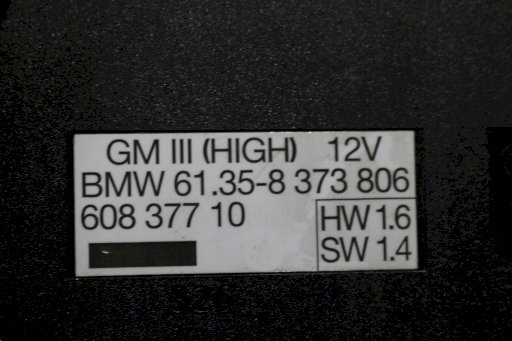 GM III (HIGH) 12V
BMW 61.35-8 373 806
608 377 10
HW 1.6
SW 1.4